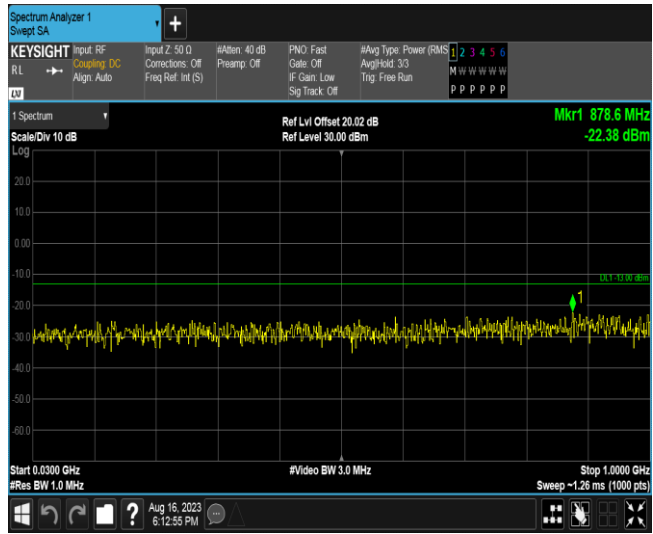 Spectrum Analyzer 1
Swept SA
+
KEYSIGHT
RL
Input: RF
Coupling: DC
Align: Auto
Input Z: 50 Ω
Corrections: Off
Freq Ref: Int (S)
#Atten: 40 dB
Preamp: Off
PNO: Fast
Gate: Off
IF Gain: Low
Sig Track: Off
#Avg Type: Power (RMS
Avg|Hold: 3/3
Trig: Free Run
1 2 3 4 5 6
M W W W W W
P P P P P P
LXI
1 Spectrum
Scale/Div 10 dB
Ref Lvl Offset 20.02 dB
Ref Level 30.00 dBm
Mkr1 878.6 MHz
-22.38 dBm
Log
20.0
10.0
0.00
-10.0
DL1 -13.00 dBm
1
-20.0
-30.0
-40.0
-50.0
-60.0
Start 0.0300 GHz
#Res BW 1.0 MHz
#Video BW 3.0 MHz
Stop 1.0000 GHz
Sweep ~1.26 ms (1000 pts)
?
Aug 16, 2023
6:12:55 PM